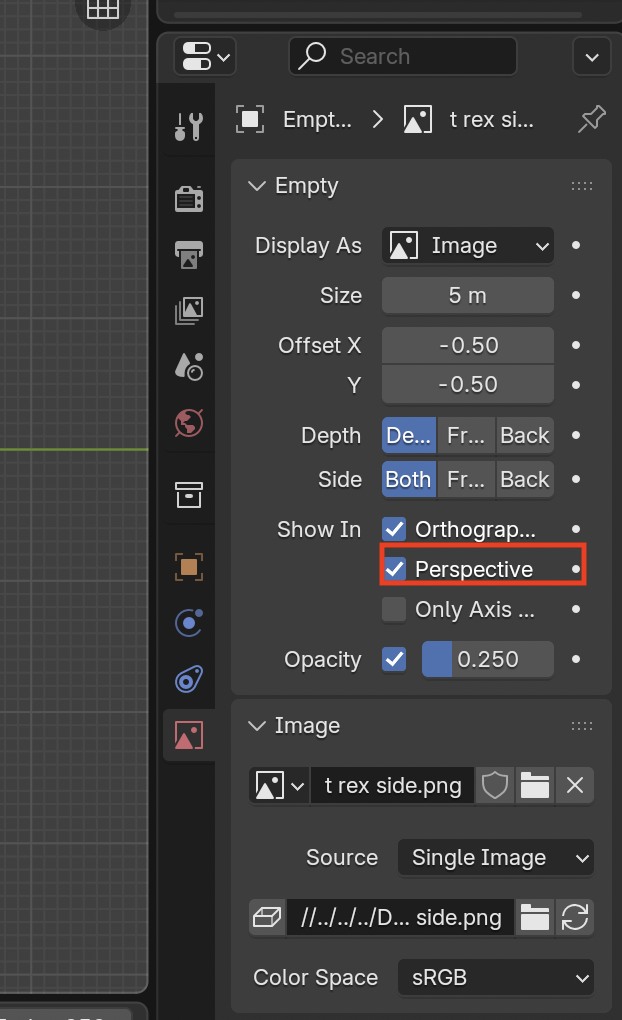 Search
Empt... > t rex si...
Empty
Display As Image
Size 5 m
Offset X -0.50
Y -0.50
Depth De... Fr... Back
Side Both Fr... Back
Show In Orthograp...
Perspective
Only Axis ...
Opacity 0.250
Image
t rex side.png
Source Single Image
//../../../D... side.png
Color Space sRGB